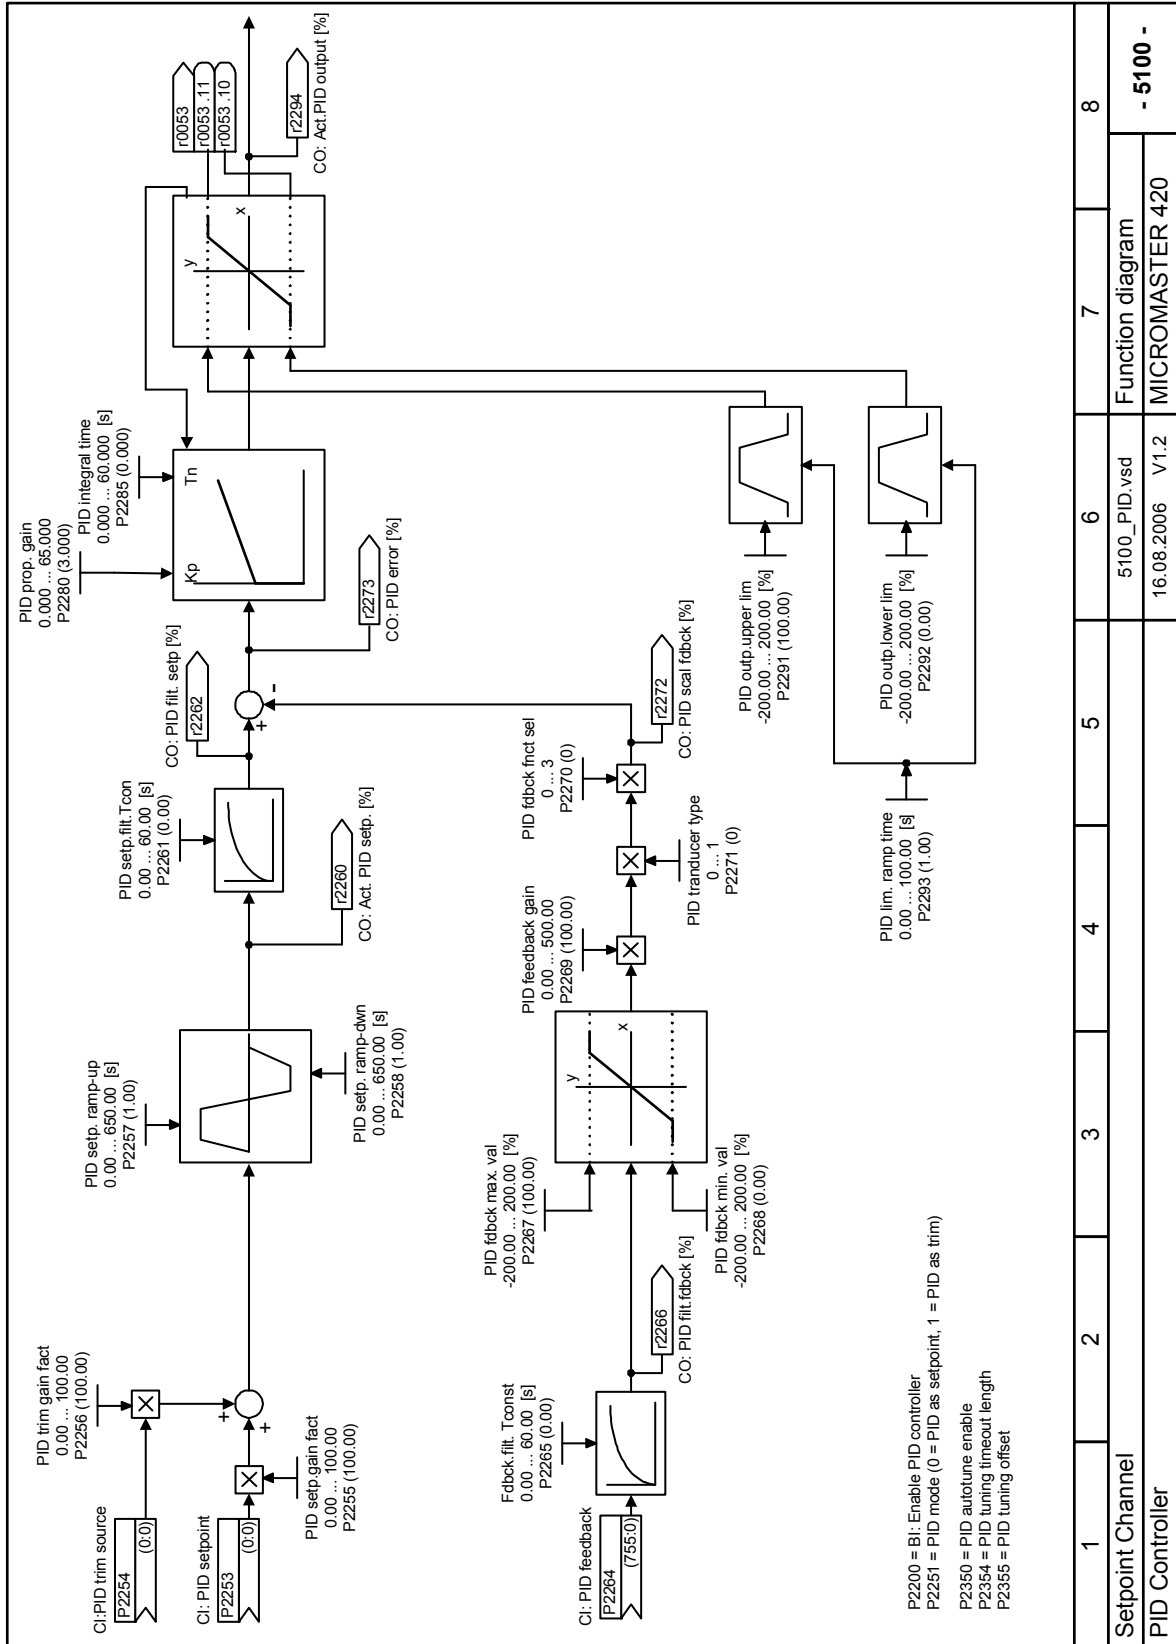 CI:PID trim source
P2254
(0:0)
PID trim gain fact
0.00 ... 100.00
P2256 (100.00)
CI: PID setpoint
P2253
(0:0)
PID setp.gain fact
0.00 ... 100.00
P2255 (100.00)
+
+
PID setp. ramp-up
0.00 ... 650.00 [s]
P2257 (1.00)
PID setp. ramp-dwn
0.00 ... 650.00 [s]
P2258 (1.00)
r2260
CO: Act. PID setp. [%]
PID setp.filt.Tcon
0.00 ... 60.00 [s]
P2261 (0.00)
CO: PID filt. setp [%]
r2262
+
-
r2273
CO: PID error [%]
PID prop. gain
0.000 ... 65.000
P2280 (3.000)
PID integral time
0.000 ... 60.000 [s]
P2285 (0.000)
Kp
Tn
y
x
r0053
r0053 .11
r0053 .10
r2294
CO: Act.PID output [%]
CI: PID feedback
P2264
(755:0)
Fdbck.filt. Tconst
0.00 ... 60.00 [s]
P2265 (0.00)
r2266
CO: PID filt.fdbck [%]
PID fdbck max. val
-200.00 ... 200.00 [%]
P2267 (100.00)
PID fdbck min. val
-200.00 ... 200.00 [%]
P2268 (0.00)
y
x
PID feedback gain
0.00 ... 500.00
P2269 (100.00)
PID tranducer type
0 ... 1
P2271 (0)
PID fdbck fnct sel
0 ... 3
P2270 (0)
r2272
CO: PID scal fdbck [%]
PID outp.upper lim
-200.00 ... 200.00 [%]
P2291 (100.00)
PID outp.lower lim
-200.00 ... 200.00 [%]
P2292 (0.00)
PID lim. ramp time
0.00 ... 100.00 [s]
P2293 (1.00)
P2200 = BI: Enable PID controller
P2251 = PID mode (0 = PID as setpoint, 1 = PID as trim)
P2350 = PID autotune enable
P2354 = PID tuning timeout length
P2355 = PID tuning offset
1 2 3 4 5 6 7 8
Setpoint Channel
PID Controller
5100_PID.vsd
16.08.2006 V1.2
Function diagram
MICROMASTER 420
- 5100 -